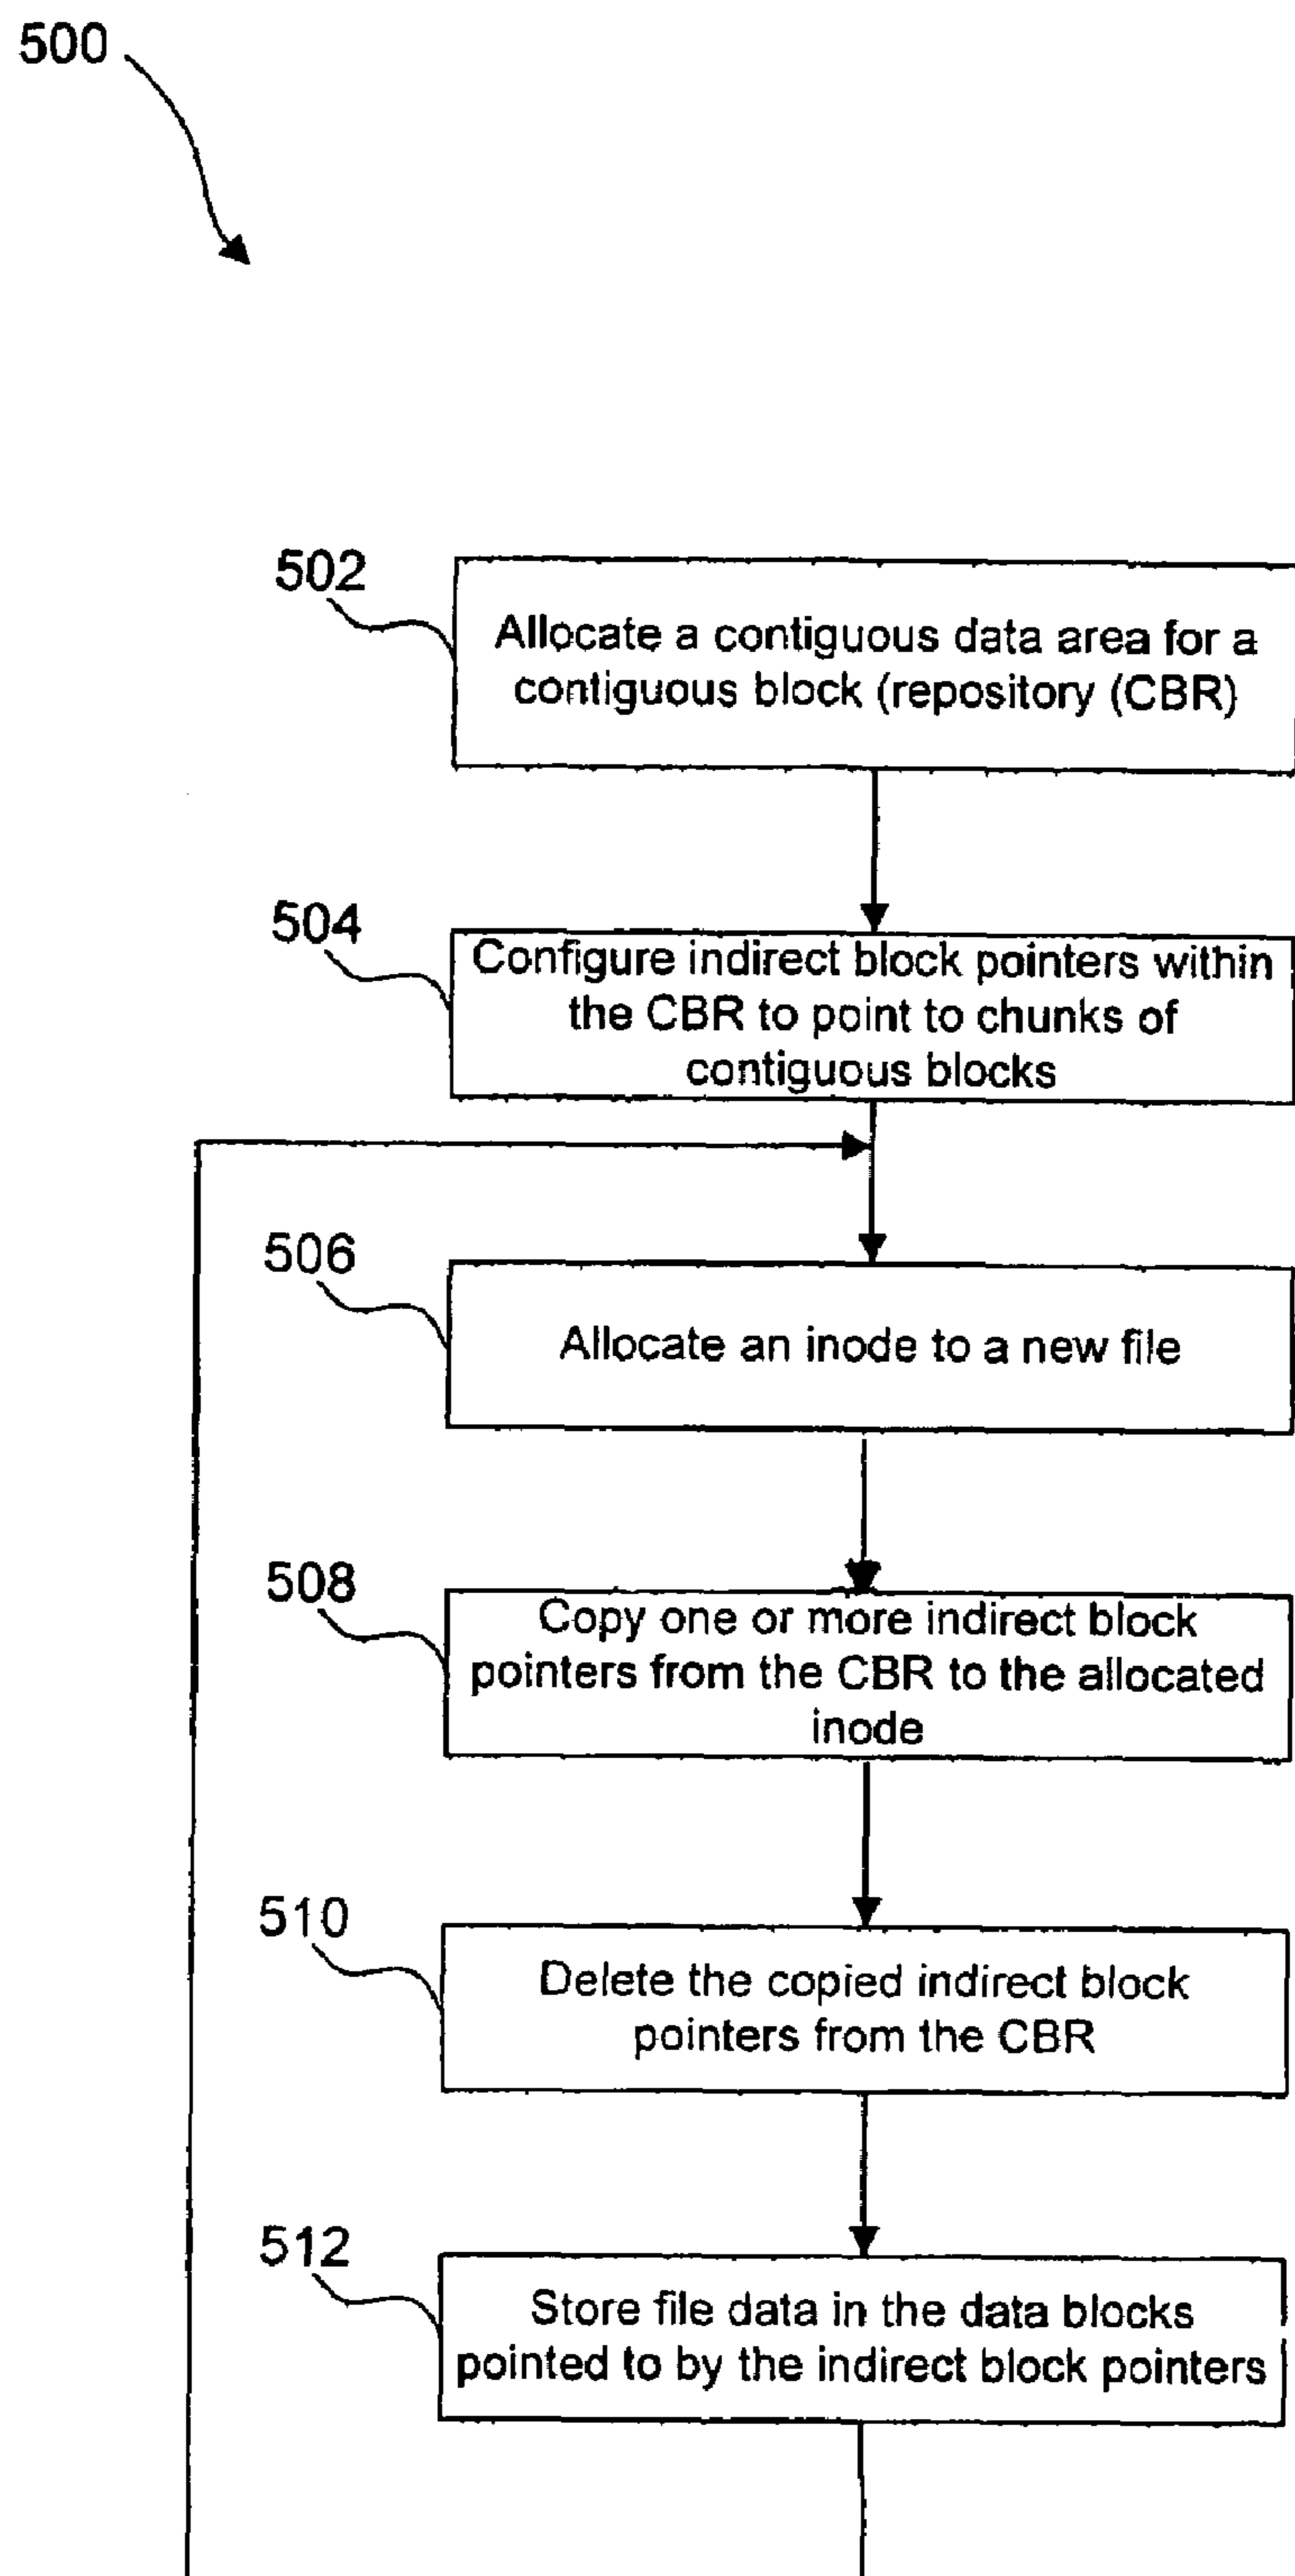 500
502
Allocate a contiguous data area for a
contiguous block (repository (CBR)
504
Configure indirect block pointers within
the CBR to point to chunks of
contiguous blocks
506
Allocate an inode to a new file
508
Copy one or more indirect block
pointers from the CBR to the allocated
inode
510
Delete the copied indirect block
pointers from the CBR
512
Store file data in the data blocks
pointed to by the indirect block pointers